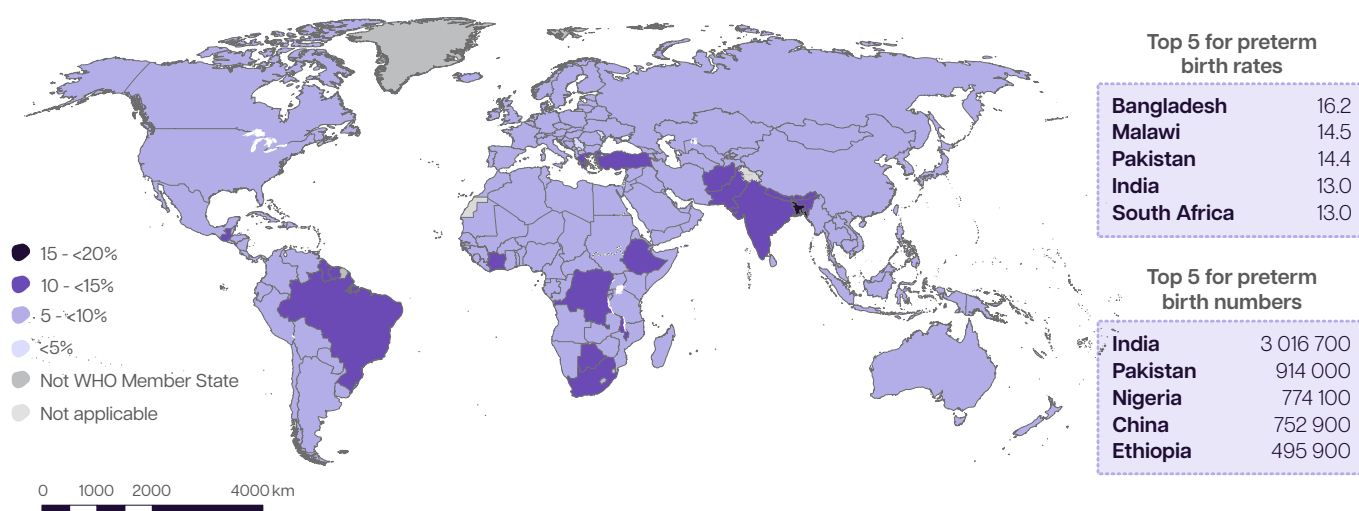 Top 5 for preterm
birth rates
Bangladesh 16.2
Malawi 14.5
Pakistan 14.4
India 13.0
South Africa 13.0
15 - <20%
10 - <15%
5 - <10%
<5%
Not WHO Member State
Not applicable
Top 5 for preterm
birth numbers
India 3 016 700
Pakistan 914 000
Nigeria 774 100
China 752 900
Ethiopia 495 900
0 1000 2000 4000 km